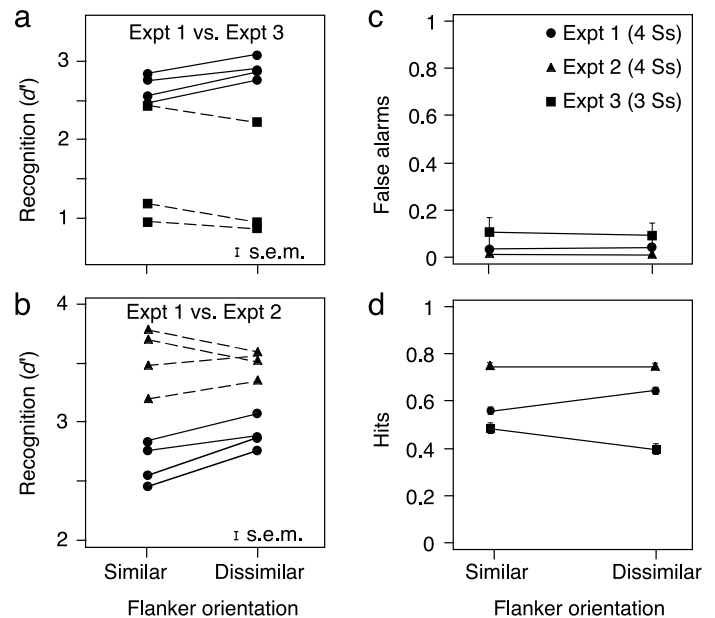 a
Expt 1 vs. Expt 3
3
2
1
Recognition (d')
s.e.m.
b
Expt 1 vs. Expt 2
4
3
2
Recognition (d')
s.e.m.
Similar
Dissimilar
Flanker orientation
c
1
0.8
0.6
0.4
0.2
0
False alarms
Expt 1 (4 Ss)
Expt 2 (4 Ss)
Expt 3 (3 Ss)
d
1
0.8
0.6
0.4
0.2
0
Hits
Similar
Dissimilar
Flanker orientation